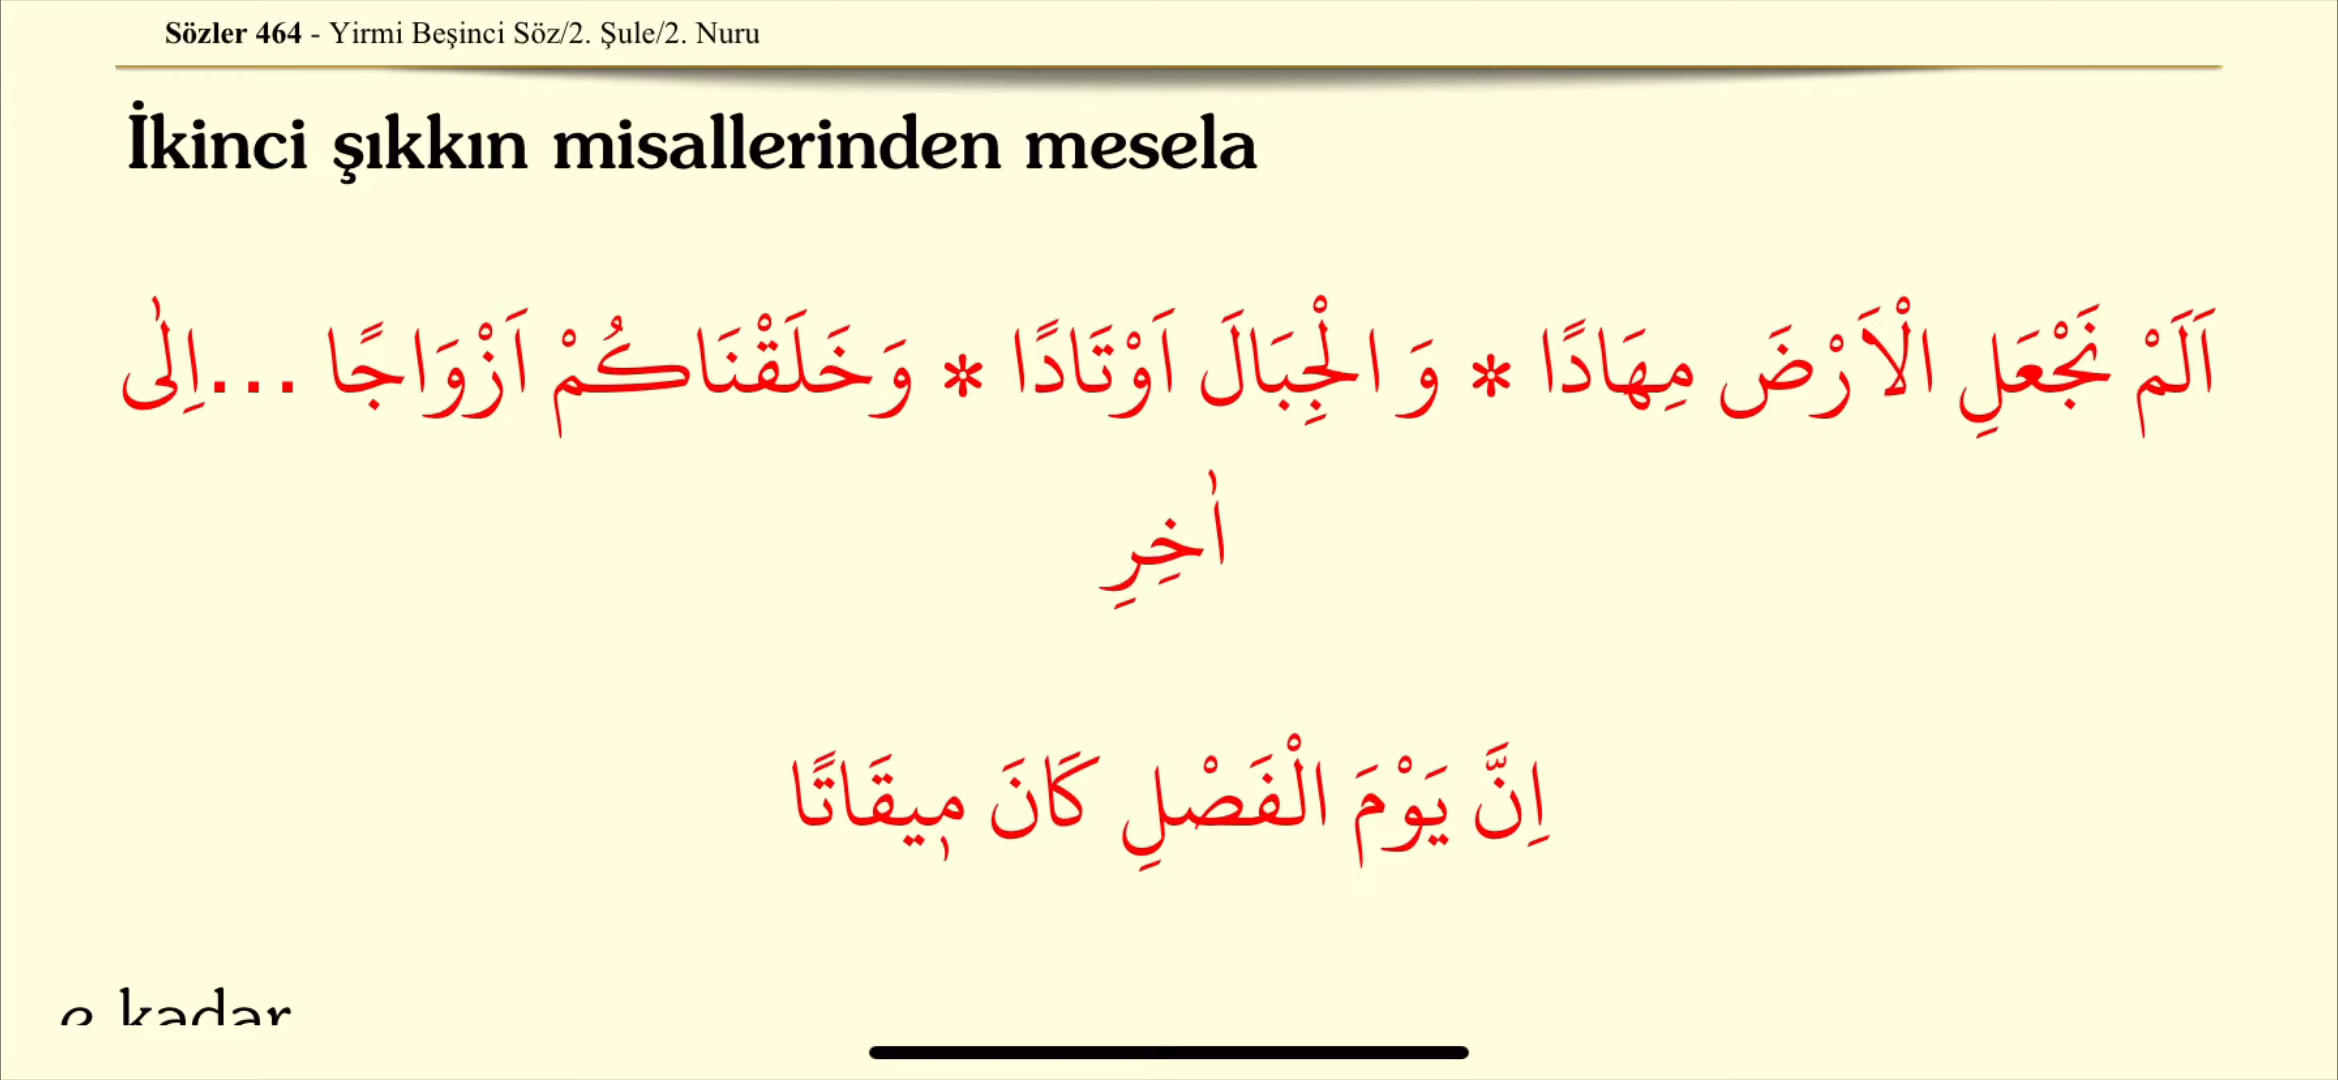 Sözler 464 - Yirmi Beşinci Söz/2. Şule/2. Nuru
İkinci şıkkın misallerinden mesela
اَلَمْ نَجْعَلِ الْاَرْضَ مِهَادًا * وَ الْجِبَالَ اَوْتَادًا * وَخَلَقْنَاكُمْ اَزْوَاجًا ...اِلٰى
اٰخِرِ
اِنَّ يَوْمَ الْفَصْلِ كَانَ مٖيقَاتًا
e kadar